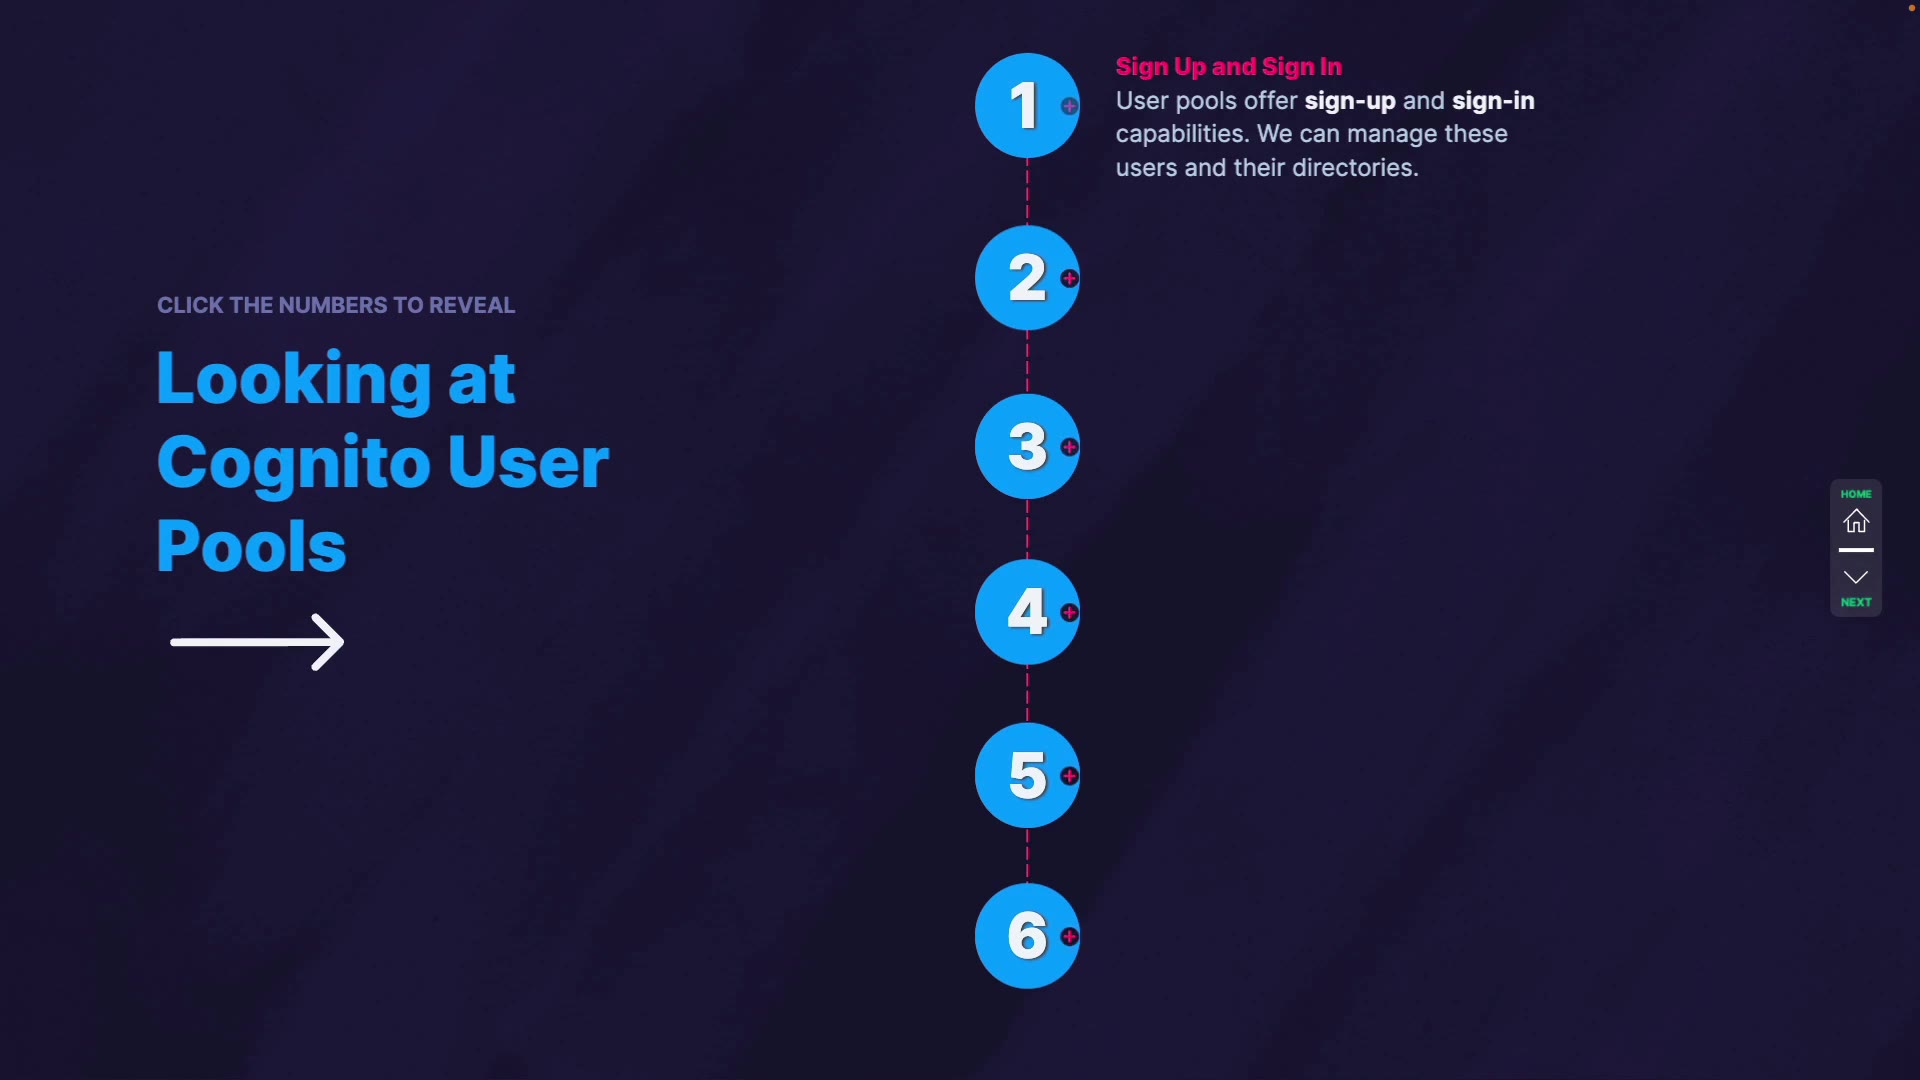 CLICK THE NUMBERS TO REVEAL
Looking at
Cognito User
Pools
1
Sign Up and Sign In
User pools offer sign-up and sign-in
capabilities. We can manage these
users and their directories.
2
3
4
5
6
HOME
NEXT